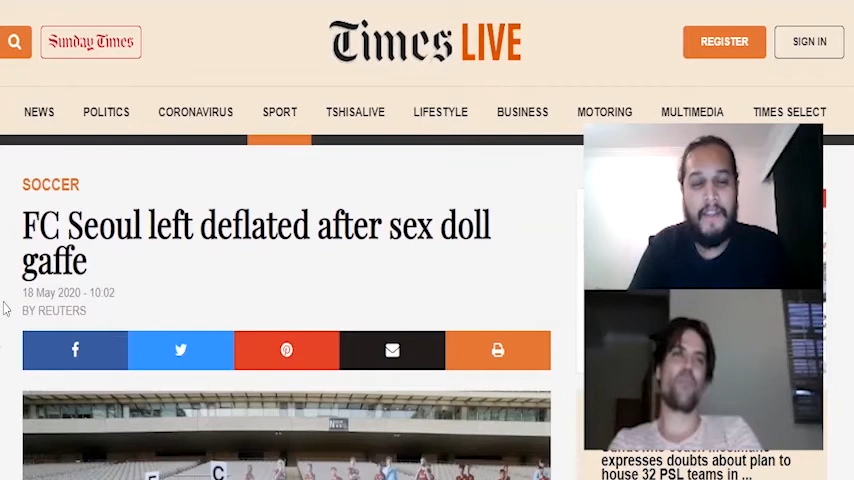 Sunday Times
Times LIVE
REGISTER
SIGN IN
NEWS
POLITICS
CORONAVIRUS
SPORT
TSHISALIVE
LIFESTYLE
BUSINESS
MOTORING
MULTIMEDIA
TIMES SELECT
SOCCER
FC Seoul left deflated after sex doll
gaffe
18 May 2020 - 10:02
BY REUTERS
C
expresses doubts about plan to
house 32 PSL teams in ...